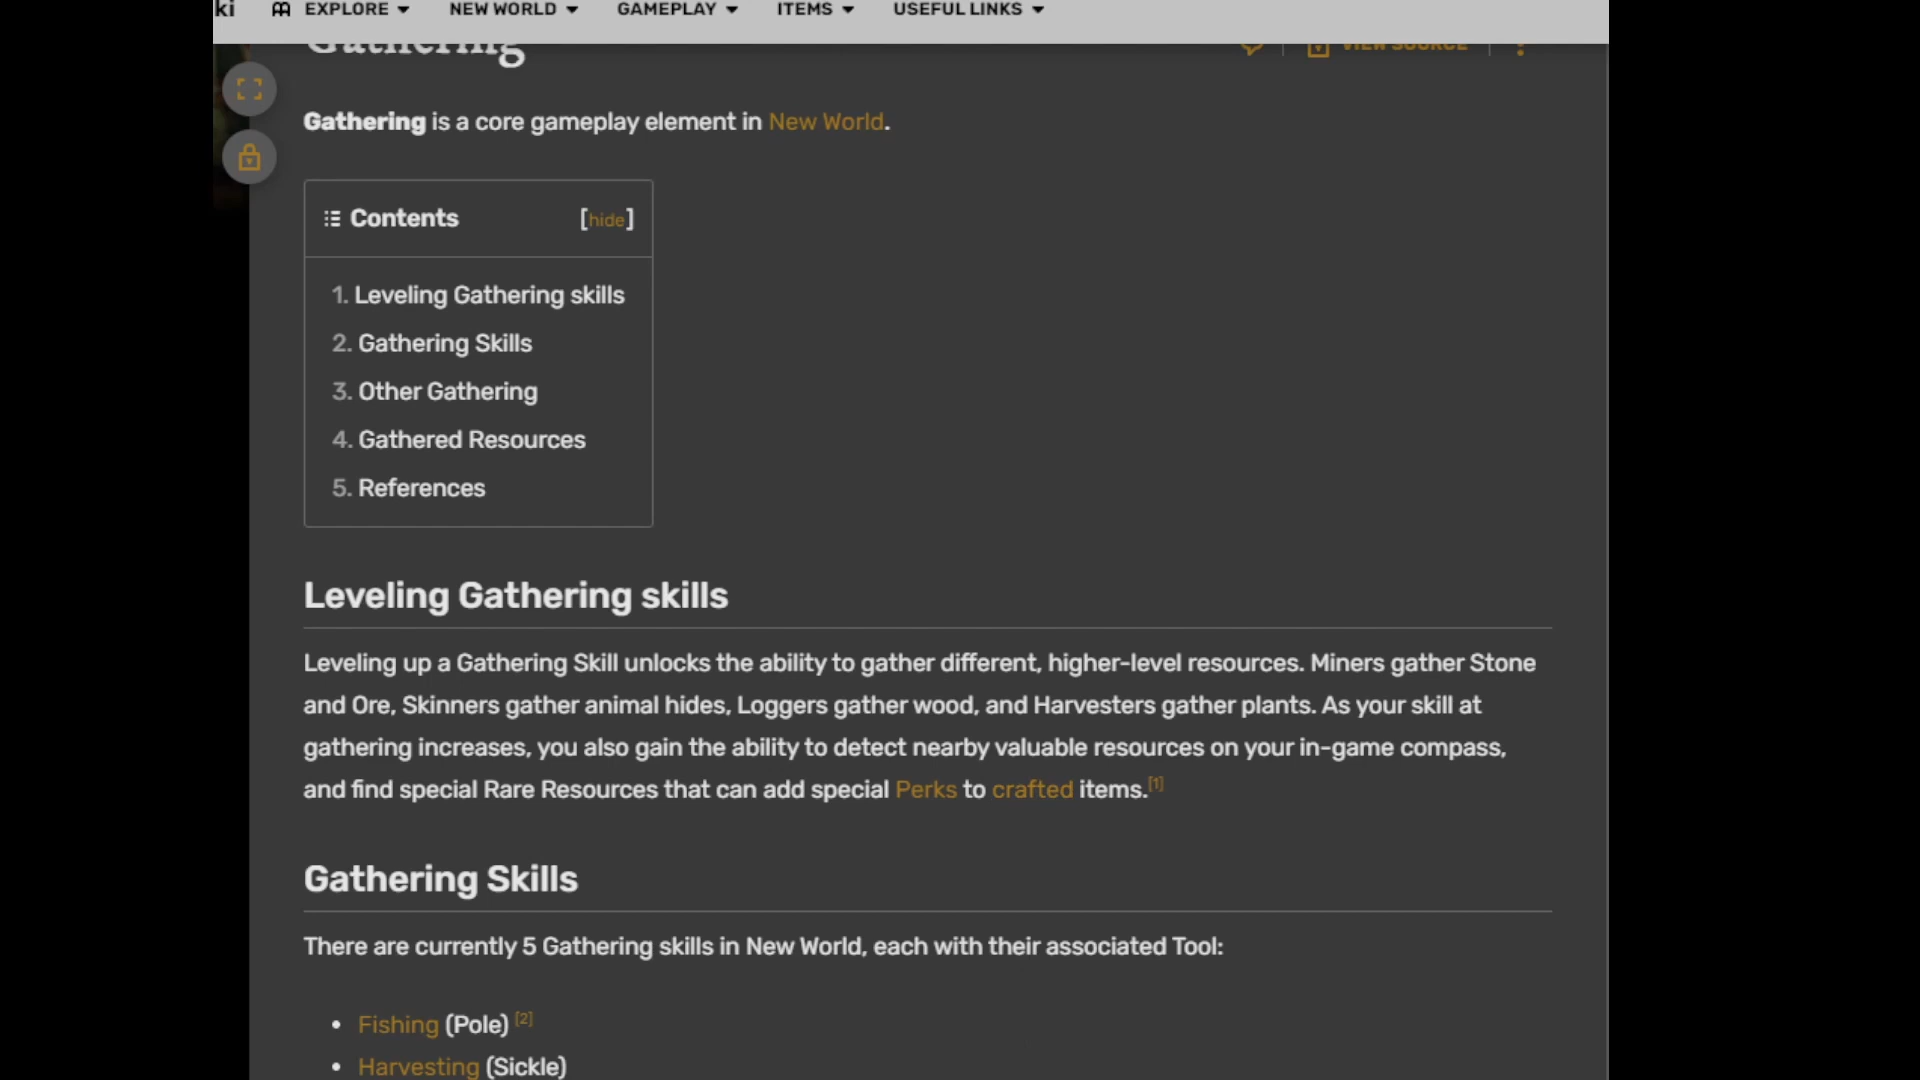 ki EXPLORE NEW WORLD GAMEPLAY ITEMS USEFUL LINKS
Gathering VIEW SOURCE
Gathering is a core gameplay element in New World.
Contents [hide]
1. Leveling Gathering skills
2. Gathering Skills
3. Other Gathering
4. Gathered Resources
5. References
Leveling Gathering skills
Leveling up a Gathering Skill unlocks the ability to gather different, higher-level resources. Miners gather Stone
and Ore, Skinners gather animal hides, Loggers gather wood, and Harvesters gather plants. As your skill at
gathering increases, you also gain the ability to detect nearby valuable resources on your in-game compass,
and find special Rare Resources that can add special Perks to crafted items.[1]
Gathering Skills
There are currently 5 Gathering skills in New World, each with their associated Tool:
• Fishing (Pole) [2]
• Harvesting (Sickle)